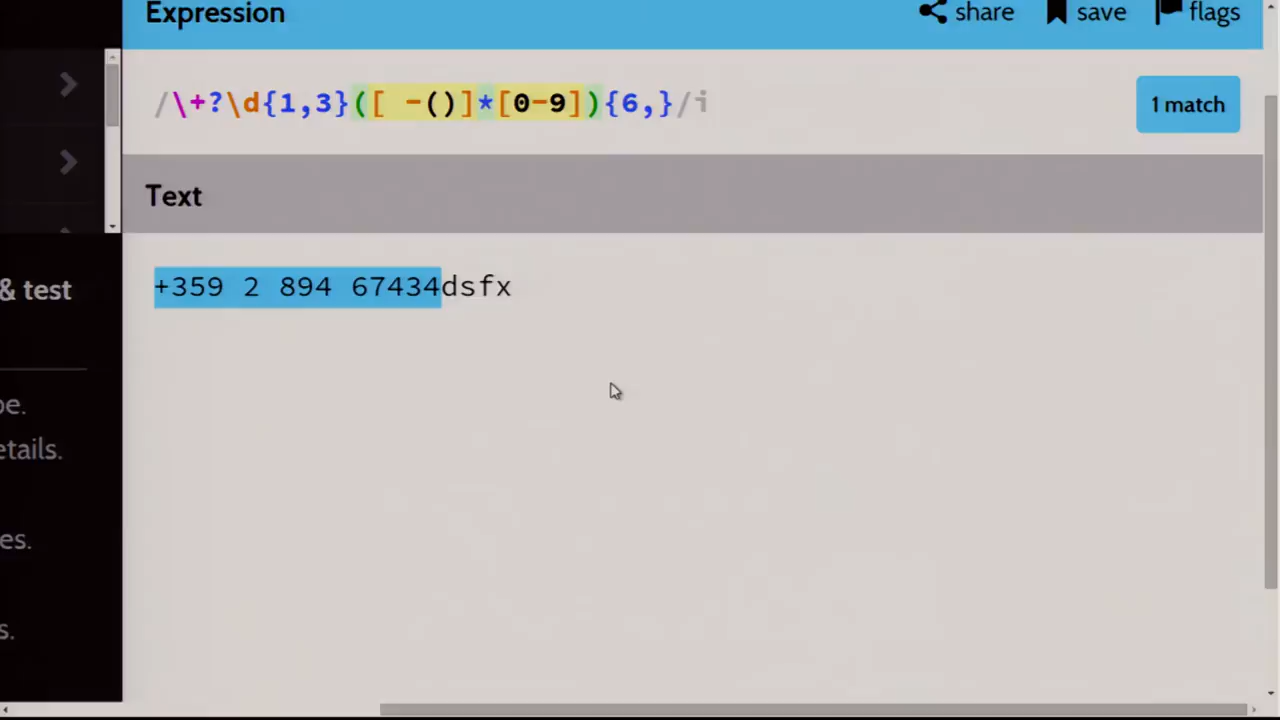 Expression
share save flags
/\+?\d{1,3}([ -()]*[0-9]){6,}/i
1 match
Text
& test
+359 2 894 67434dsfx
pe.
etails.
es.
s.